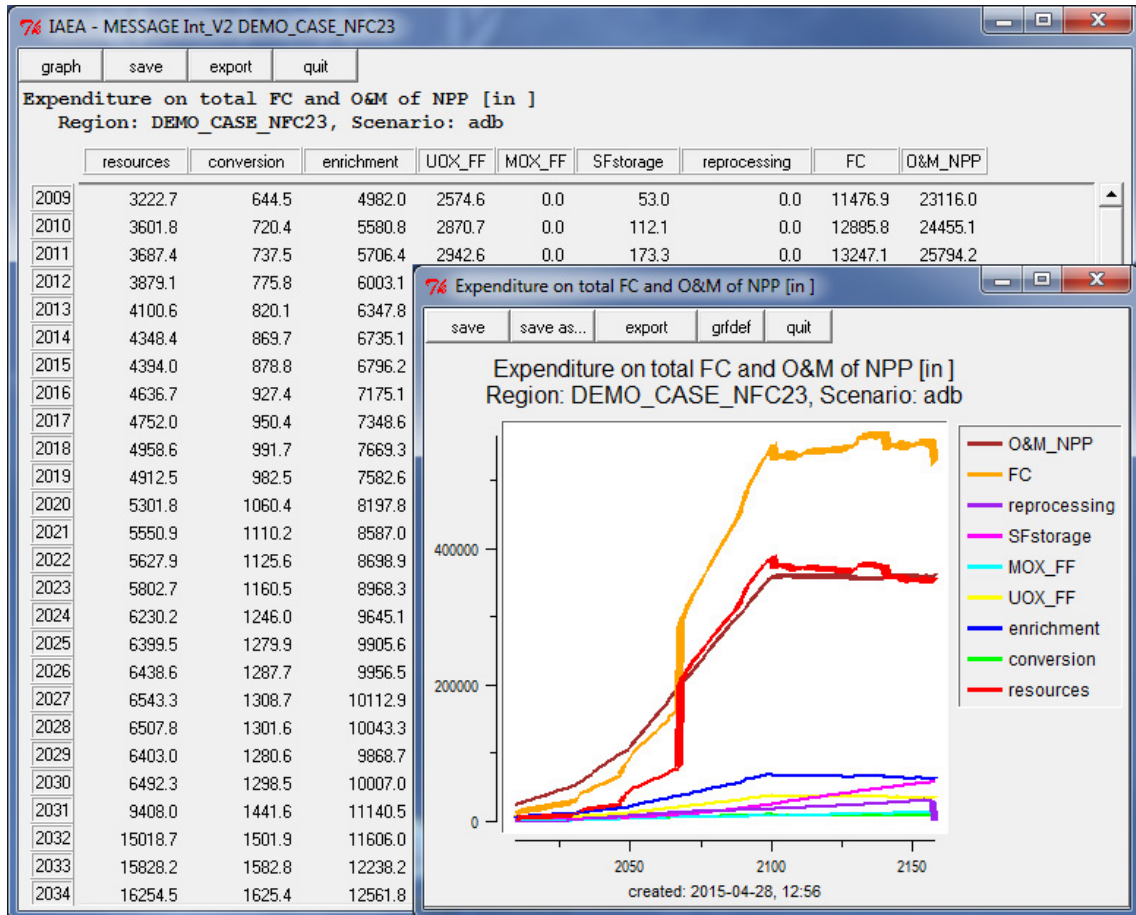 IAEA - MESSAGE Int_V2 DEMO_CASE_NFC23
graph save export quit
Expenditure on total FC and O&M of NPP [in ]
Region: DEMO_CASE_NFC23, Scenario: adb
resources conversion enrichment UOX_FF MOX_FF SFstorage reprocessing FC O&M_NPP
2009 3222.7 644.5 4982.0 2574.6 0.0 53.0 0.0 11476.9 23116.0
2010 3601.8 720.4 5580.8 2870.7 0.0 112.1 0.0 12885.8 24455.1
2011 3687.4 737.5 5706.4 2942.6 0.0 173.3 0.0 13247.1 25794.2
2012 3879.1 775.8 6003.1
2013 4100.6 820.1 6347.8
2014 4348.4 869.7 6735.1
2015 4394.0 878.8 6796.2
2016 4636.7 927.4 7175.1
2017 4752.0 950.4 7348.6
2018 4958.6 991.7 7669.3
2019 4912.5 982.5 7582.6
2020 5301.8 1060.4 8197.8
2021 5550.9 1110.2 8587.0
2022 5627.9 1125.6 8698.9
2023 5802.7 1160.5 8968.3
2024 6230.2 1246.0 9645.1
2025 6399.5 1279.9 9905.6
2026 6438.6 1287.7 9956.5
2027 6543.3 1308.7 10112.9
2028 6507.8 1301.6 10043.3
2029 6403.0 1280.6 9868.7
2030 6492.3 1298.5 10007.0
2031 9408.0 1441.6 11140.5
2032 15018.7 1501.9 11606.0
2033 15828.2 1582.8 12238.2
2034 16254.5 1625.4 12561.8
Expenditure on total FC and O&M of NPP [in ]
save save as... export grfdef quit
Expenditure on total FC and O&M of NPP [in ]
Region: DEMO_CASE_NFC23, Scenario: adb
O&M_NPP
FC
reprocessing
SFstorage
MOX_FF
UOX_FF
enrichment
conversion
resources
400000
200000
0
2050 2100 2150
created: 2015-04-28, 12:56